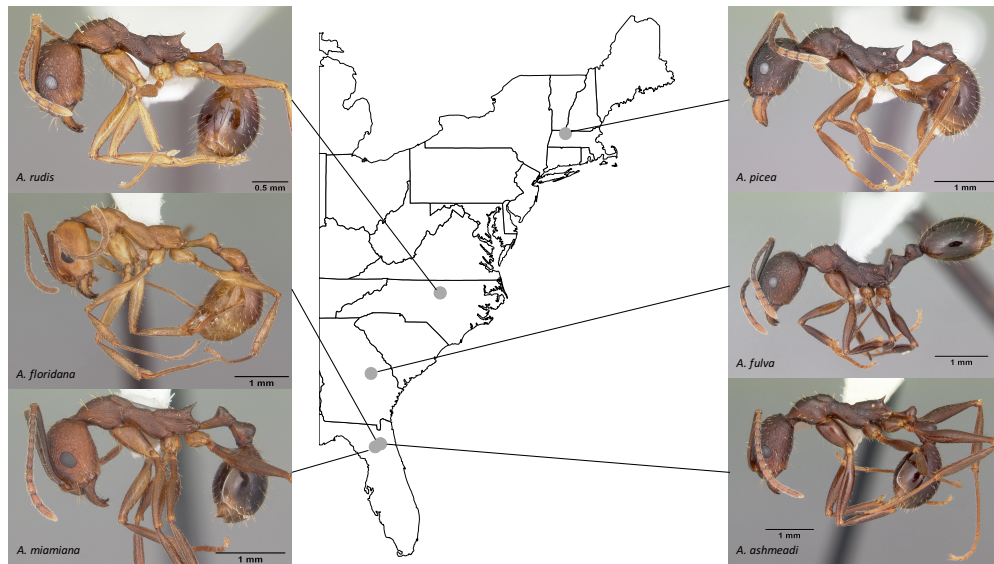 A. rudis
0.5 mm
A. floridana
1 mm
A. miamiana
1 mm
A. picea
1 mm
A. fulva
1 mm
A. ashmeadi
1 mm